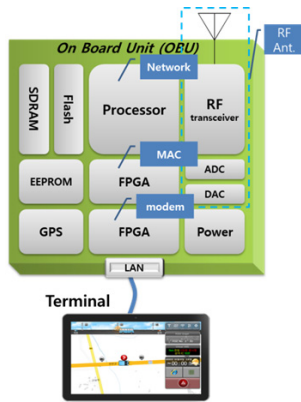 On Board Unit (OBU)
RF
Ant.
Network
SDRAM
Flash
Processor
RF
transceiver
MAC
EEPROM
FPGA
ADC
DAC
modem
GPS
FPGA
Power
LAN
Terminal